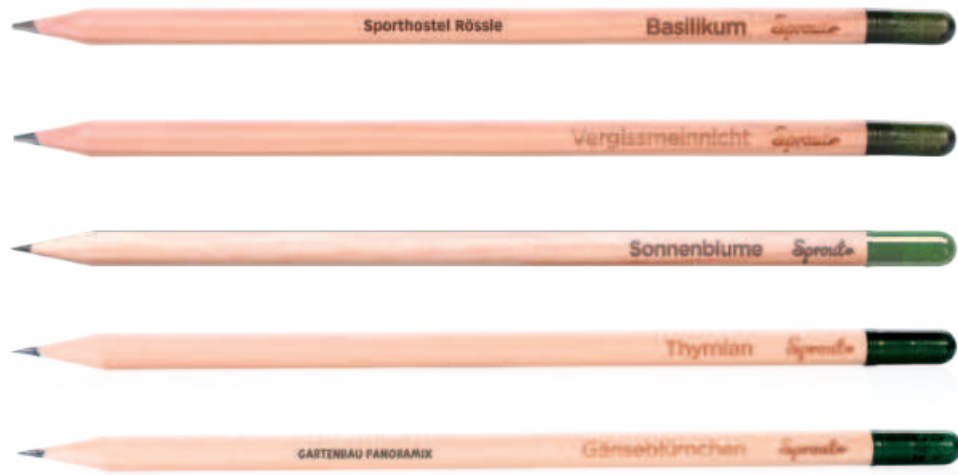 Sporthostel Rössle Basilikum Sprout
Vergissmeinnicht Sprout
Sonnenblume Sprout
Thymian Sprout
GARTENBAU PANORAMIX Gänseblümchen Sprout